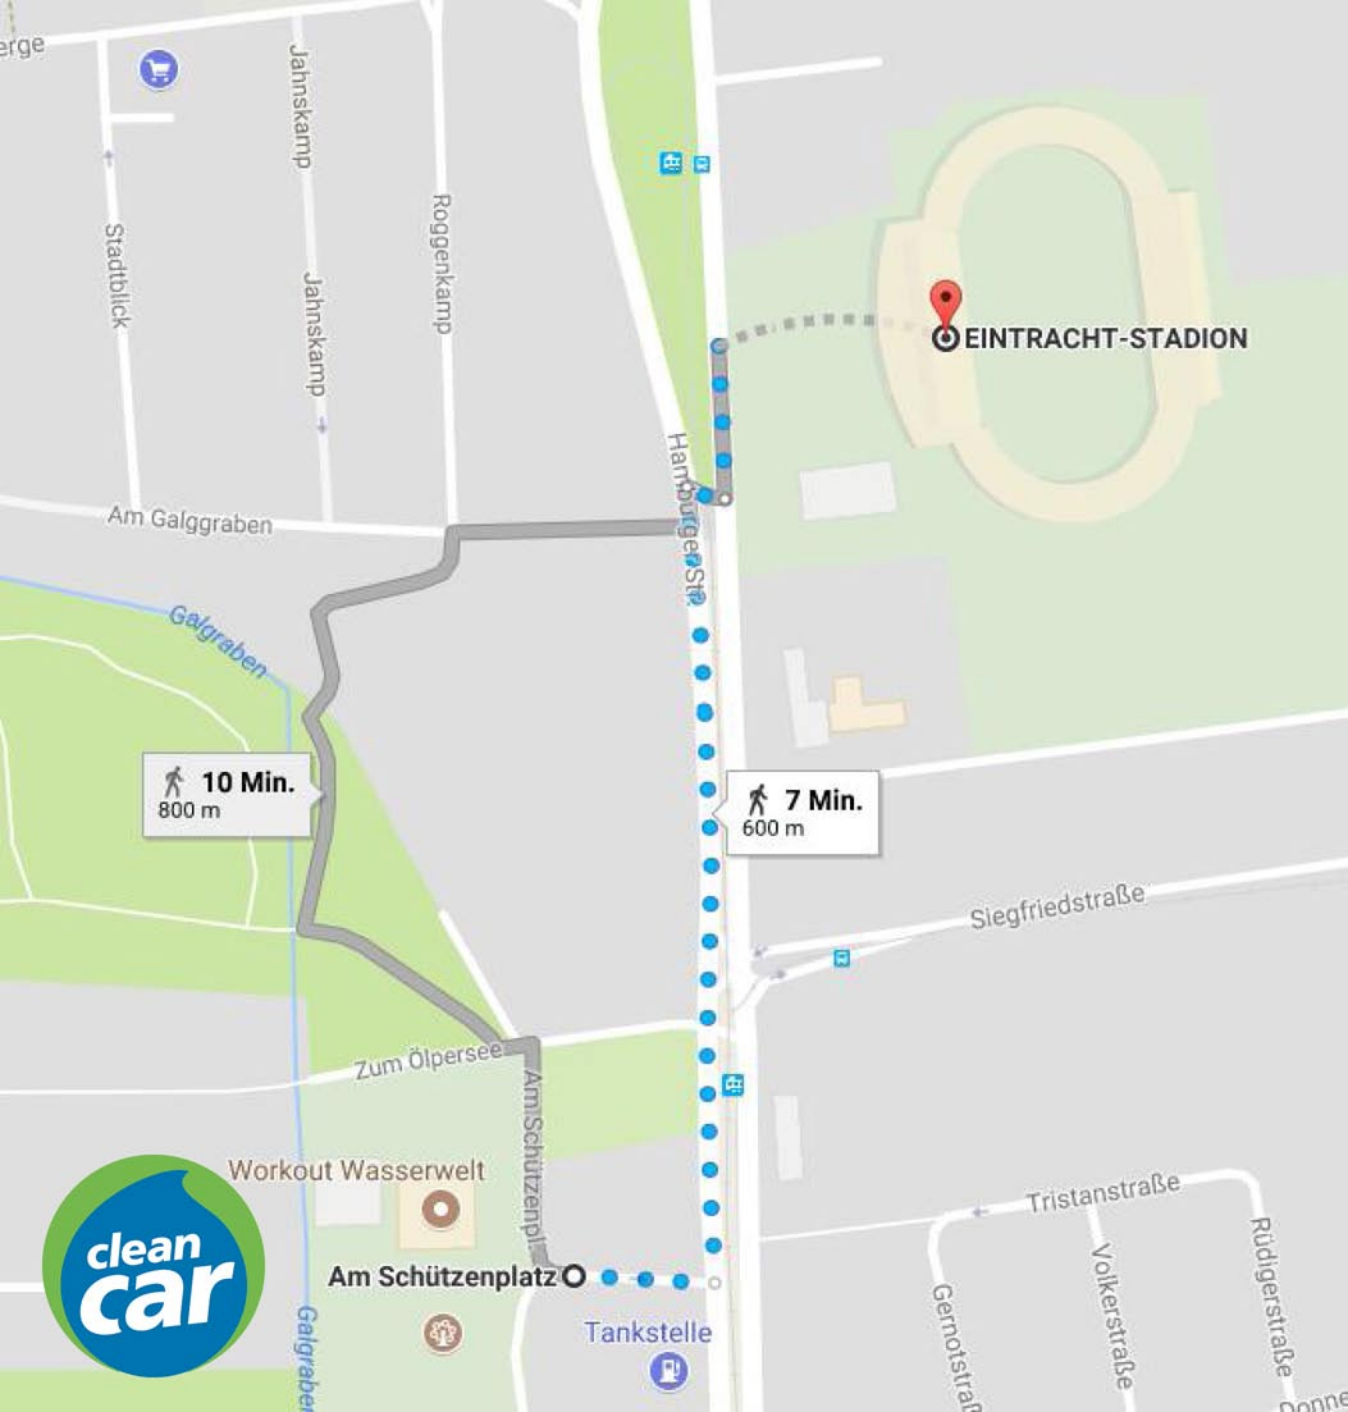 erge
Jahnskamp
Stadtblick
Roggenkamp
Jahnskamp
EINTRACHT-STADION
Hamburger Str.
Am Galggraben
Galgraben
10 Min.
800 m
7 Min.
600 m
Siegfriedstraße
Zum Ölpersee
Am Schützenpl.
Workout Wasserwelt
Tristanstraße
clean
car
Am Schützenplatz
Volkerstraße
Rüdigerstraße
Gernotstraß
Galgraben
Tankstelle
Donne